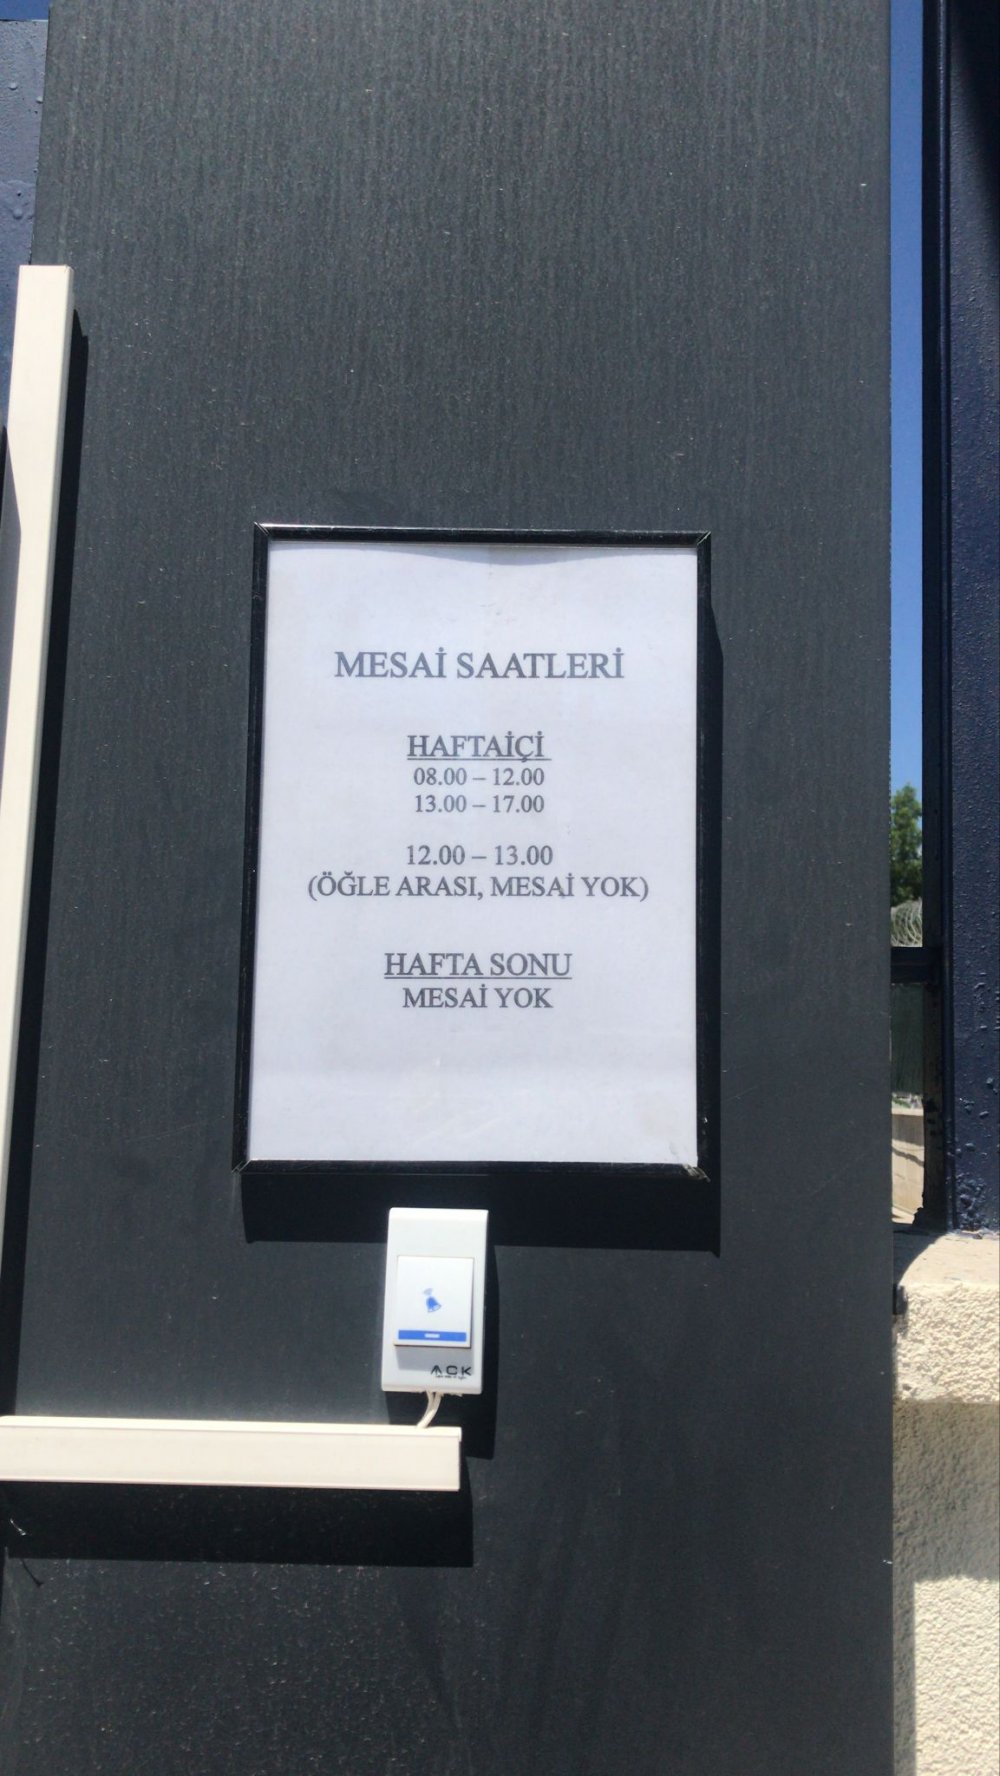 MESAİ SAATLERİ
HAFTAİÇİ
08.00 – 12.00
13.00 – 17.00
12.00 – 13.00
(ÖĞLE ARASI, MESAİ YOK)
HAFTA SONU
MESAİ YOK
ACK